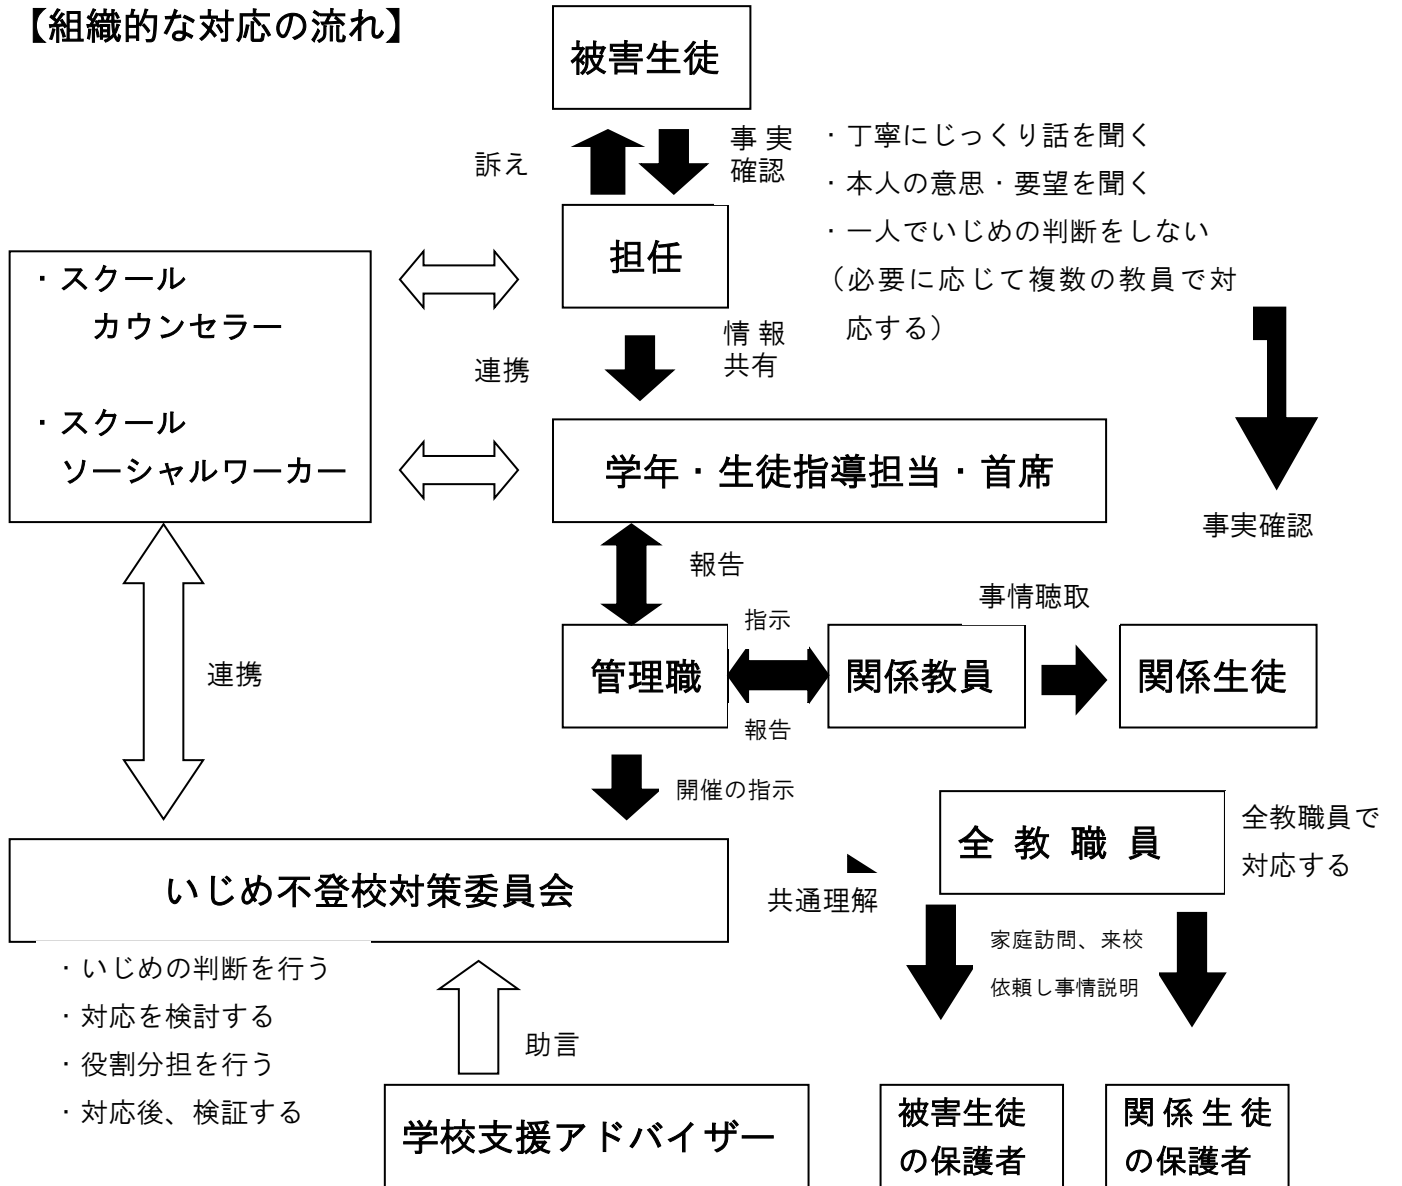 【組織的な対応の流れ】
被害生徒
訴え
事実
確認
・丁寧にじっくり話を聞く
・本人の意思・要望を聞く
・一人でいじめの判断をしない
（必要に応じて複数の教員で対
応する）
担任
・スクール
カウンセラー
・スクール
ソーシャルワーカー
連携
情報
共有
学年・生徒指導担当・首席
事実確認
報告
事情聴取
指示
管理職
関係教員
関係生徒
報告
連携
開催の指示
全教職員
全教職員で
対応する
いじめ不登校対策委員会
共通理解
家庭訪問、来校
依頼し事情説明
・いじめの判断を行う
・対応を検討する
・役割分担を行う
・対応後、検証する
助言
学校支援アドバイザー
被害生徒
の保護者
関係生徒
の保護者